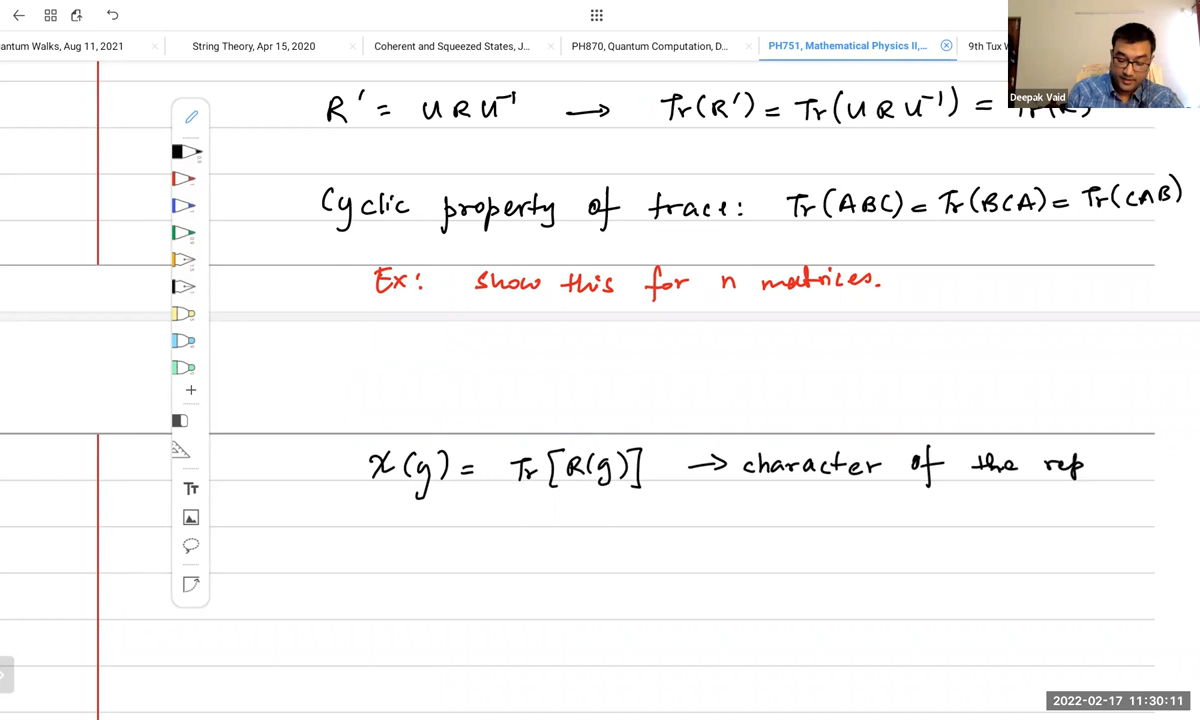 antum Walks, Aug 11, 2021 String Theory, Apr 15, 2020 Coherent and Squeezed States, J... PH870, Quantum Computation, D... PH751, Mathematical Physics II,... 9th Tux W
Deepak Vaid
R' = U R U⁻¹ → Tr(R') = Tr(U R U⁻¹) = Tr(R)
Cyclic property of trace: Tr(ABC) = Tr(BCA) = Tr(CAB)
Ex: show this for n matrices.
χ(g) = Tr[R(g)] → character of the rep
TT
2022-02-17 11:30:11